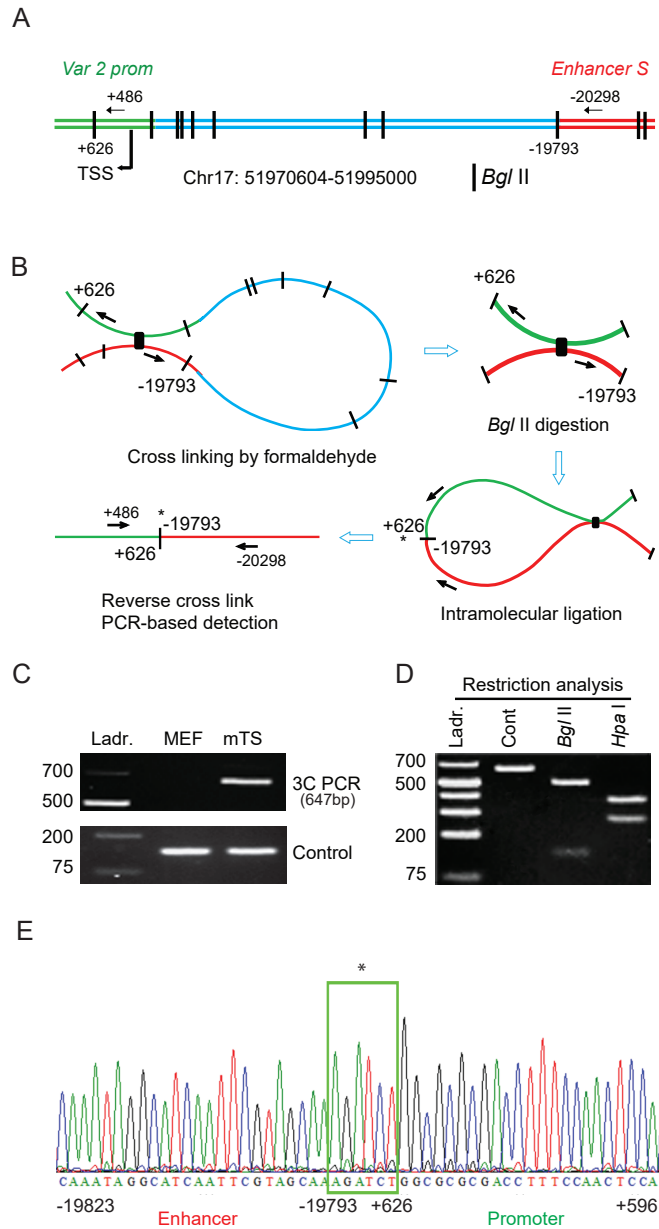 A
Var 2 prom
Enhancer S
+486
-20298
+626
-19793
TSS
Chr17: 51970604-51995000
Bgl II
B
+626
-19793
Cross linking by formaldehyde
+626
-19793
Bgl II digestion
+486
*
-19793
+626
-20298
Reverse cross link
PCR-based detection
+626
*
-19793
Intramolecular ligation
C
Ladr.
MEF
mTS
700
500
3C PCR
(647bp)
200
75
Control
D
Restriction analysis
Ladr.
Cont
Bgl II
Hpa I
700
500
200
75
E
*
CAAATAGGCATCAATTCGTAGCAAAGATCTGGCGCGCGACCTTTCCAACTCCA
-19823
Enhancer
-19793
+626
Promoter
+596